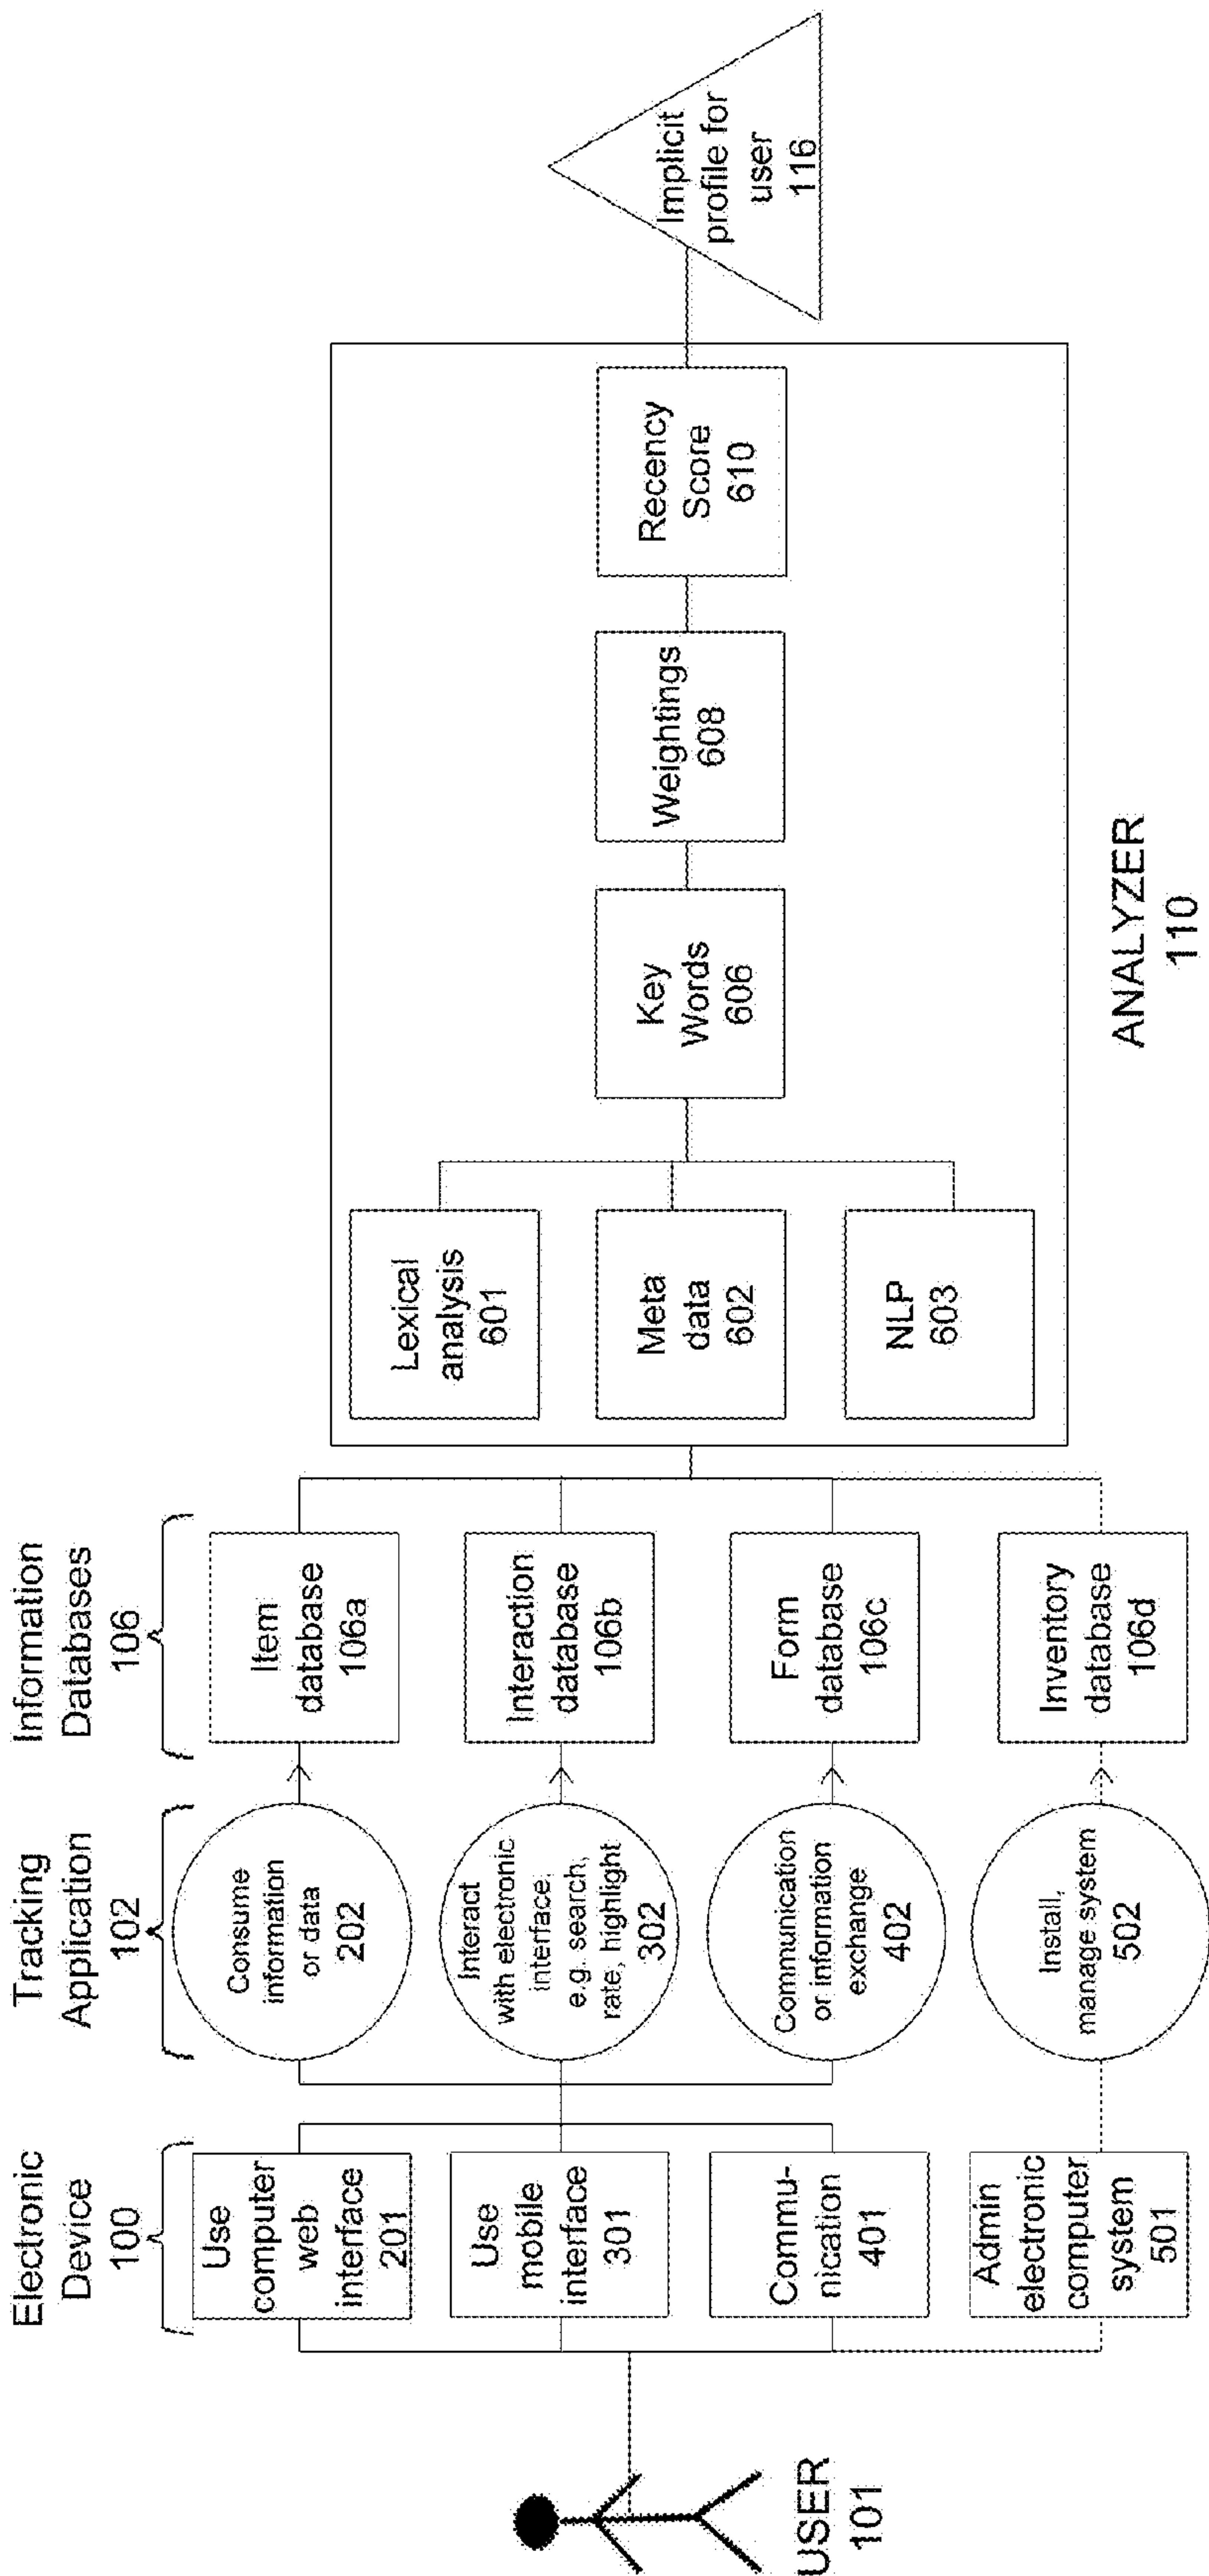 Electronic
Device
100
Tracking
Application
102
Information
Databases
106
USER
101
Use
computer
web
interface
201
Use
mobile
interface
301
Commu-
nication
401
Admin
electronic
computer
system
501
Consume
information
or data
202
Interact
with electronic
interface.
e.g. search,
rate, highlight
302
Communication
or information
exchange
402
Install,
manage system
502
Item
database
106a
Interaction
database
106b
Form
database
106c
Inventory
database
106d
Lexical
analysis
601
Meta
data
602
NLP
603
Key
Words
606
Weightings
608
Recency
Score
610
ANALYZER
110
Implicit
profile for
user
116